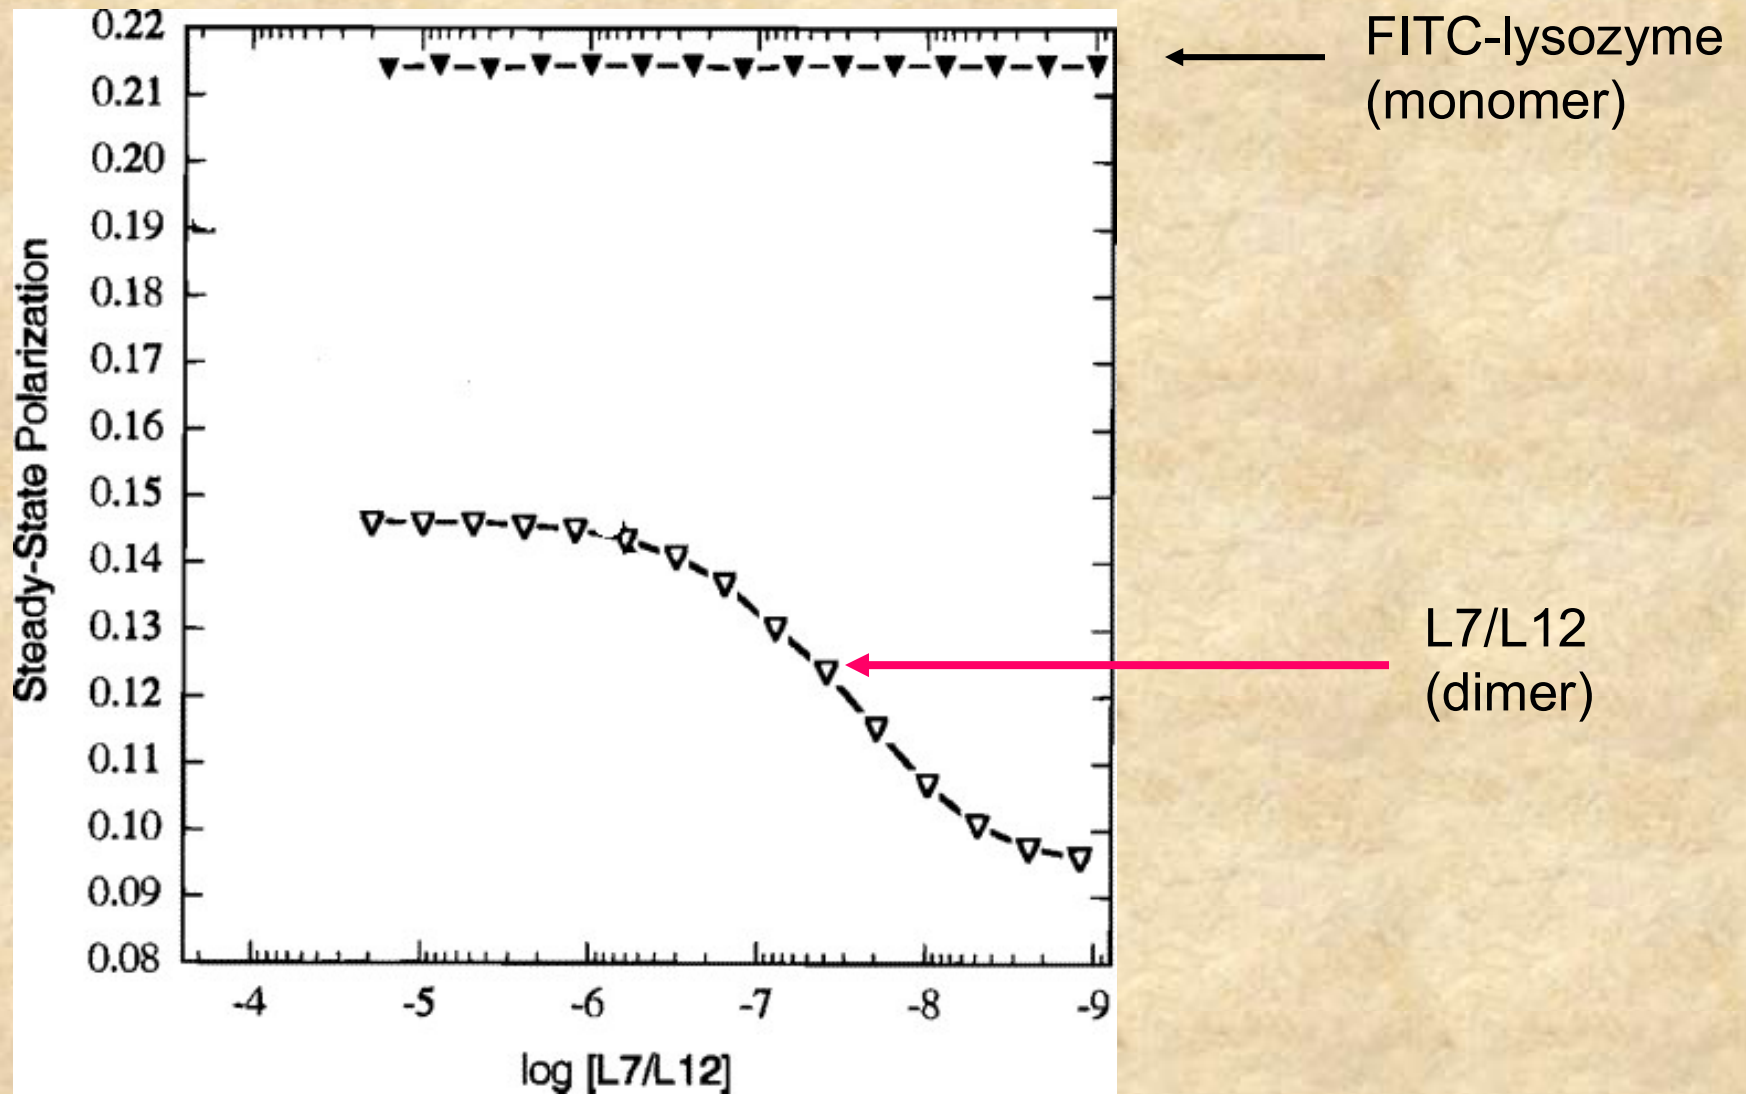 0.22
0.21
0.20
0.19
0.18
0.17
0.16
0.15
0.14
0.13
0.12
0.11
0.10
0.09
0.08
Steady-State Polarization
-4 -5 -6 -7 -8 -9
log [L7/L12]
FITC-lysozyme
(monomer)
L7/L12
(dimer)